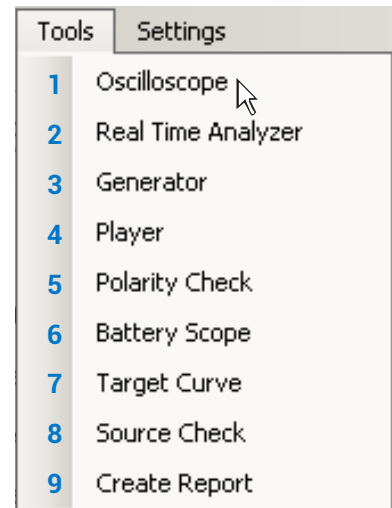 Tools Settings
1 Oscilloscope
2 Real Time Analyzer
3 Generator
4 Player
5 Polarity Check
6 Battery Scope
7 Target Curve
8 Source Check
9 Create Report